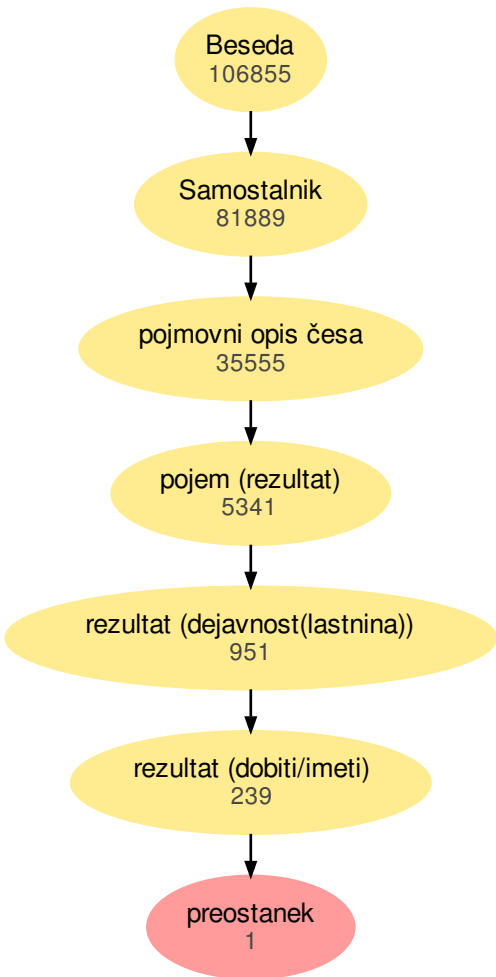 Beseda
106855
Samostalnik
81889
pojmovni opis česa
35555
pojem (rezultat)
5341
rezultat (dejavnost(lastnina))
951
rezultat (dobiti/imeti)
239
preostanek
1